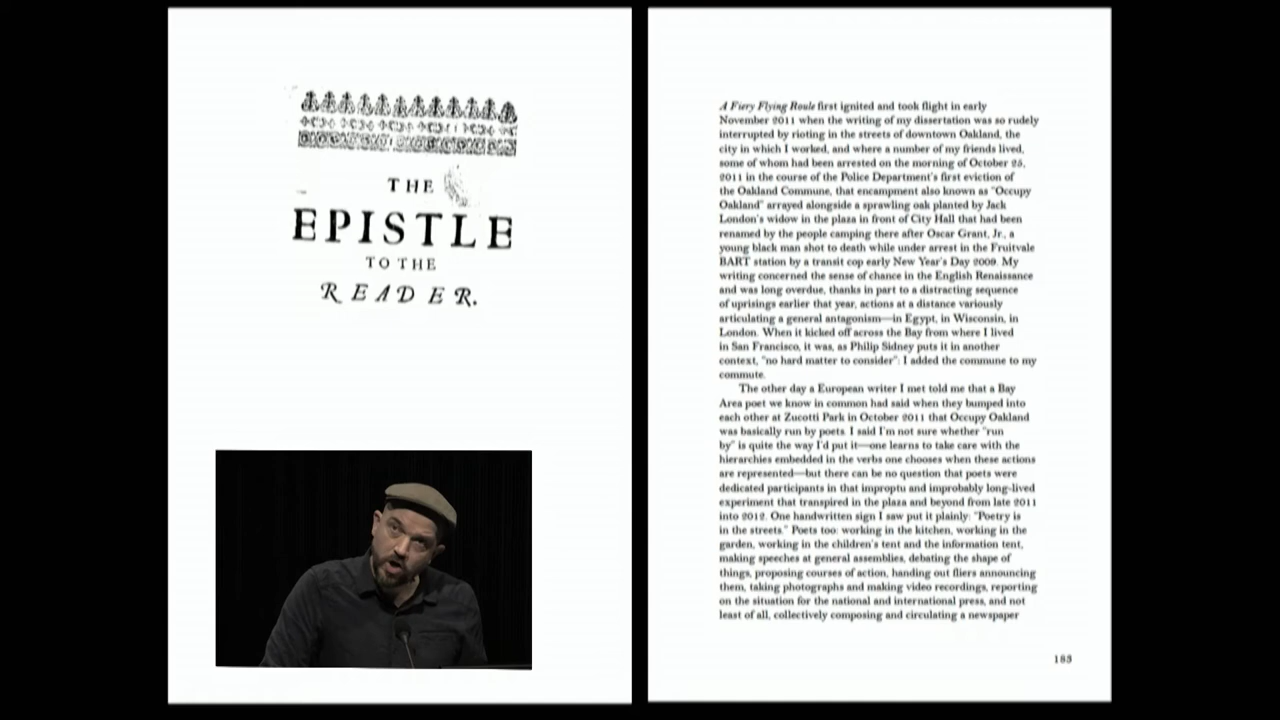 THE
EPISTLE
TO THE
READER.
A Fiery Flying Roule first ignited and took flight in early
November 2011 when the writing of my dissertation was so rudely
interrupted by rioting in the streets of downtown Oakland, the
city in which I worked, and where a number of my friends lived,
some of whom had been arrested on the morning of October 25,
2011 in the course of the Police Department's first eviction of
the Oakland Commune, that encampment also known as "Occupy
Oakland" arrayed alongside a sprawling oak planted by Jack
London's widow in the plaza in front of City Hall that had been
renamed by the people camping there after Oscar Grant, Jr., a
young black man shot to death while under arrest in the Fruitvale
BART station by a transit cop early New Year's Day 2009. My
writing concerned the sense of chance in the English Renaissance
and was long overdue, thanks in part to a distracting sequence
of uprisings earlier that year, actions at a distance variously
articulating a general antagonism—in Egypt, in Wisconsin, in
London. When it kicked off across the Bay from where I lived
in San Francisco, it was, as Philip Sidney puts it in another
context, "no hard matter to consider": I added the commune to my
commute.
The other day a European writer I met told me that a Bay
Area poet we know in common had said when they bumped into
each other at Zucotti Park in October 2011 that Occupy Oakland
was basically run by poets. I said I'm not sure whether "run
by" is quite the way I'd put it—one learns to take care with the
hierarchies embedded in the verbs one chooses when these actions
are represented—but there can be no question that poets were
dedicated participants in that improptu and improbably long-lived
experiment that transpired in the plaza and beyond from late 2011
into 2012. One handwritten sign I saw put it plainly: "Poetry is
in the streets." Poets too: working in the kitchen, working in the
garden, working in the children's tent and the information tent,
making speeches at general assemblies, debating the shape of
things, proposing courses of action, handing out fliers announcing
them, taking photographs and making video recordings, reporting
on the situation for the national and international press, and not
least of all, collectively composing and circulating a newspaper
183